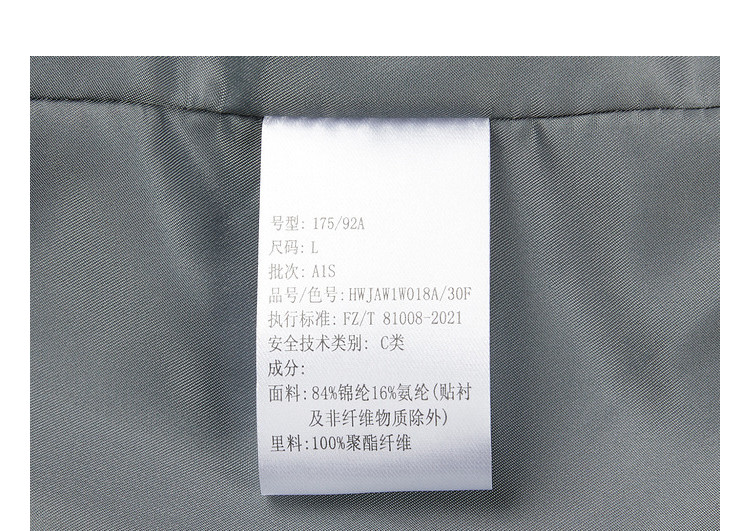 号型: 175/92A
尺码: L
批次: A1S
品号/色号: HWJAW1W018A/30F
执行标准: FZ/T 81008-2021
安全技术类别: C类
成分:
面料: 84%锦纶16%氨纶(贴衬
及非纤维物质除外)
里料: 100%聚酯纤维